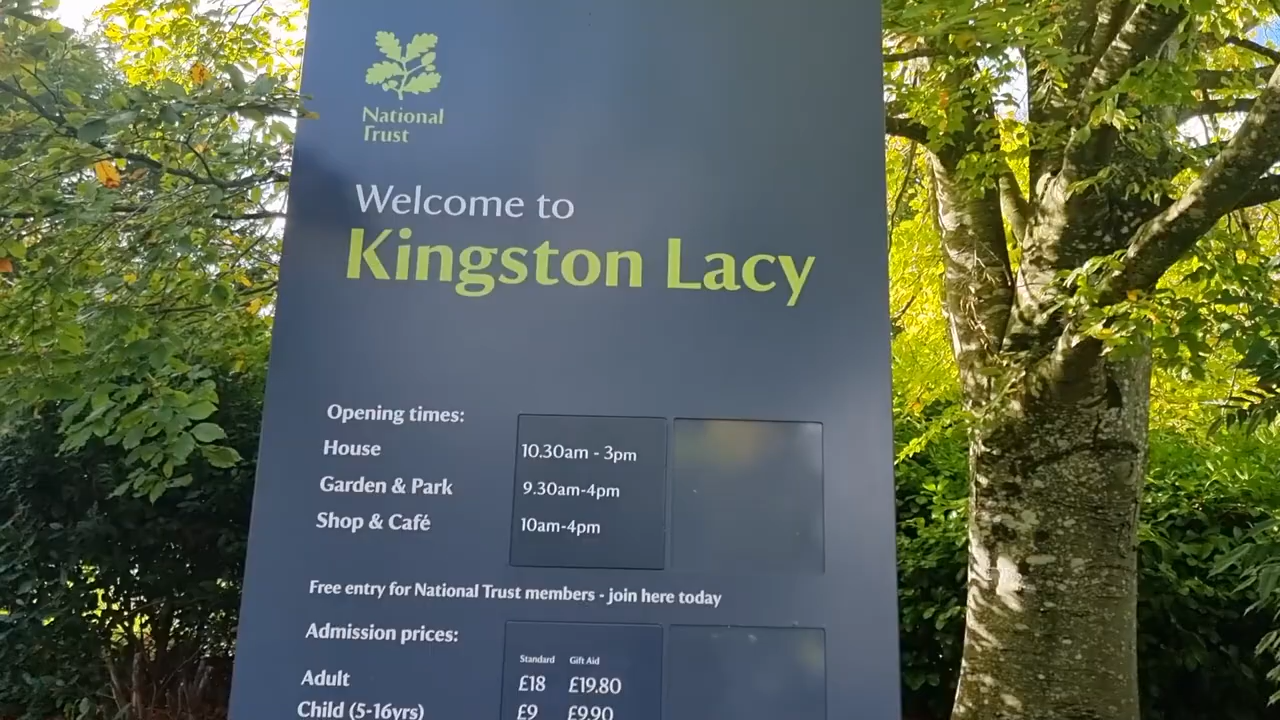 National
Trust
Welcome to
Kingston Lacy
Opening times:
House 10.30am - 3pm
Garden & Park 9.30am-4pm
Shop & Café 10am-4pm
Free entry for National Trust members - join here today
Admission prices:
Standard Gift Aid
Adult £18 £19.80
Child (5-16yrs) £9 £9.90